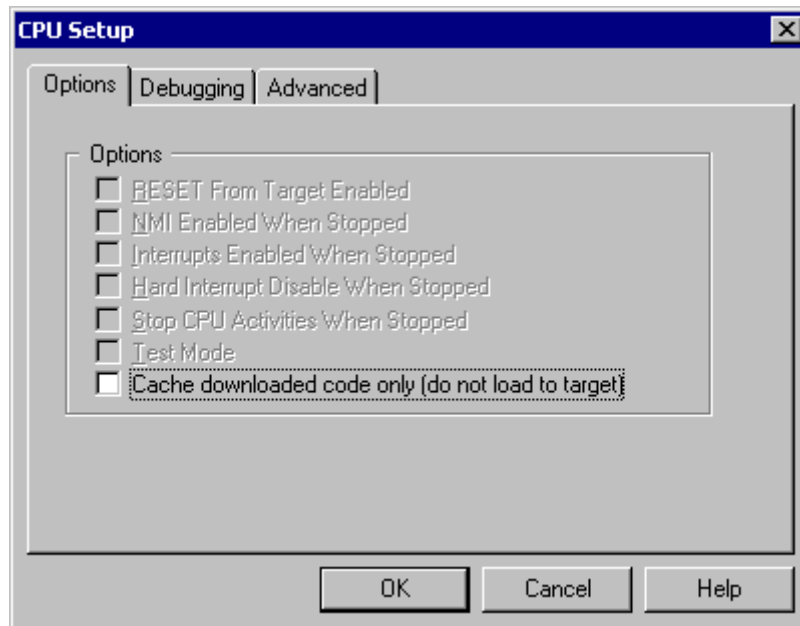 CPU Setup
Options Debugging Advanced
Options
RESET From Target Enabled
NMI Enabled When Stopped
Interrupts Enabled When Stopped
Hard Interrupt Disable When Stopped
Stop CPU Activities When Stopped
Test Mode
Cache downloaded code only (do not load to target)
OK Cancel Help